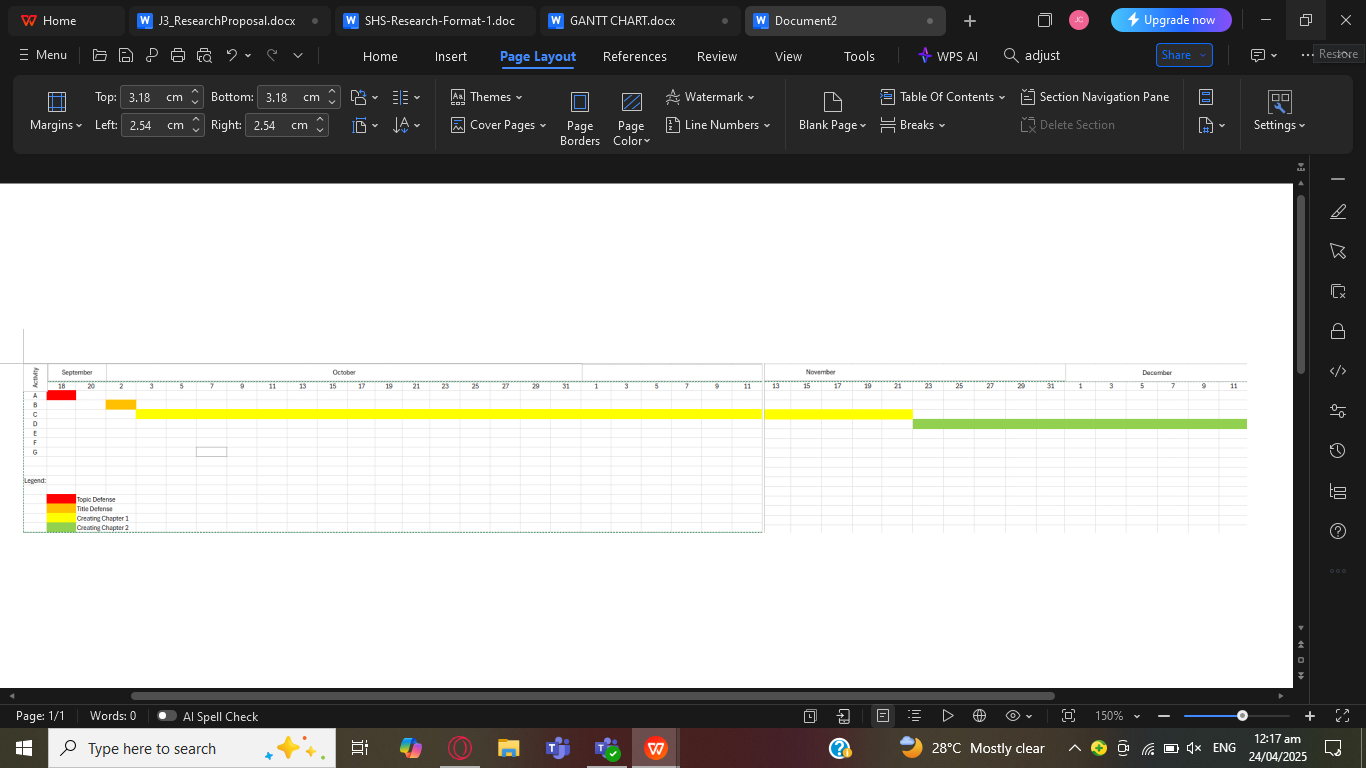 Home J3_ResearchProposal.docx SHS-Research-Format-1.doc GANTT CHART.docx Document2 JC Upgrade now
Menu Home Insert Page Layout References Review View Tools WPS AI adjust Share Restore
Top: 3.18 cm Bottom: 3.18 cm Themes Watermark Table Of Contents Section Navigation Page
Margins Left: 2.54 cm Right: 2.54 cm Cover Pages Page Borders Page Color Line Numbers Blank Page Breaks Delete Section Settings
Activity September October November December
18 20 2 3 5 7 9 11 13 15 17 19 21 23 25 27 29 31 1 3 5 7 9 11 13 15 17 19 21 23 25 27 29 31 1 3 5 7 9 11
A
B
C
D
E
F
G
Legend:
Topic Defense
Title Defense
Creating Chapter 1
Creating Chapter 2
Page: 1/1 Words: 0 AI Spell Check 150%
Type here to search 28°C Mostly clear ENG 12:17 am
24/04/2025